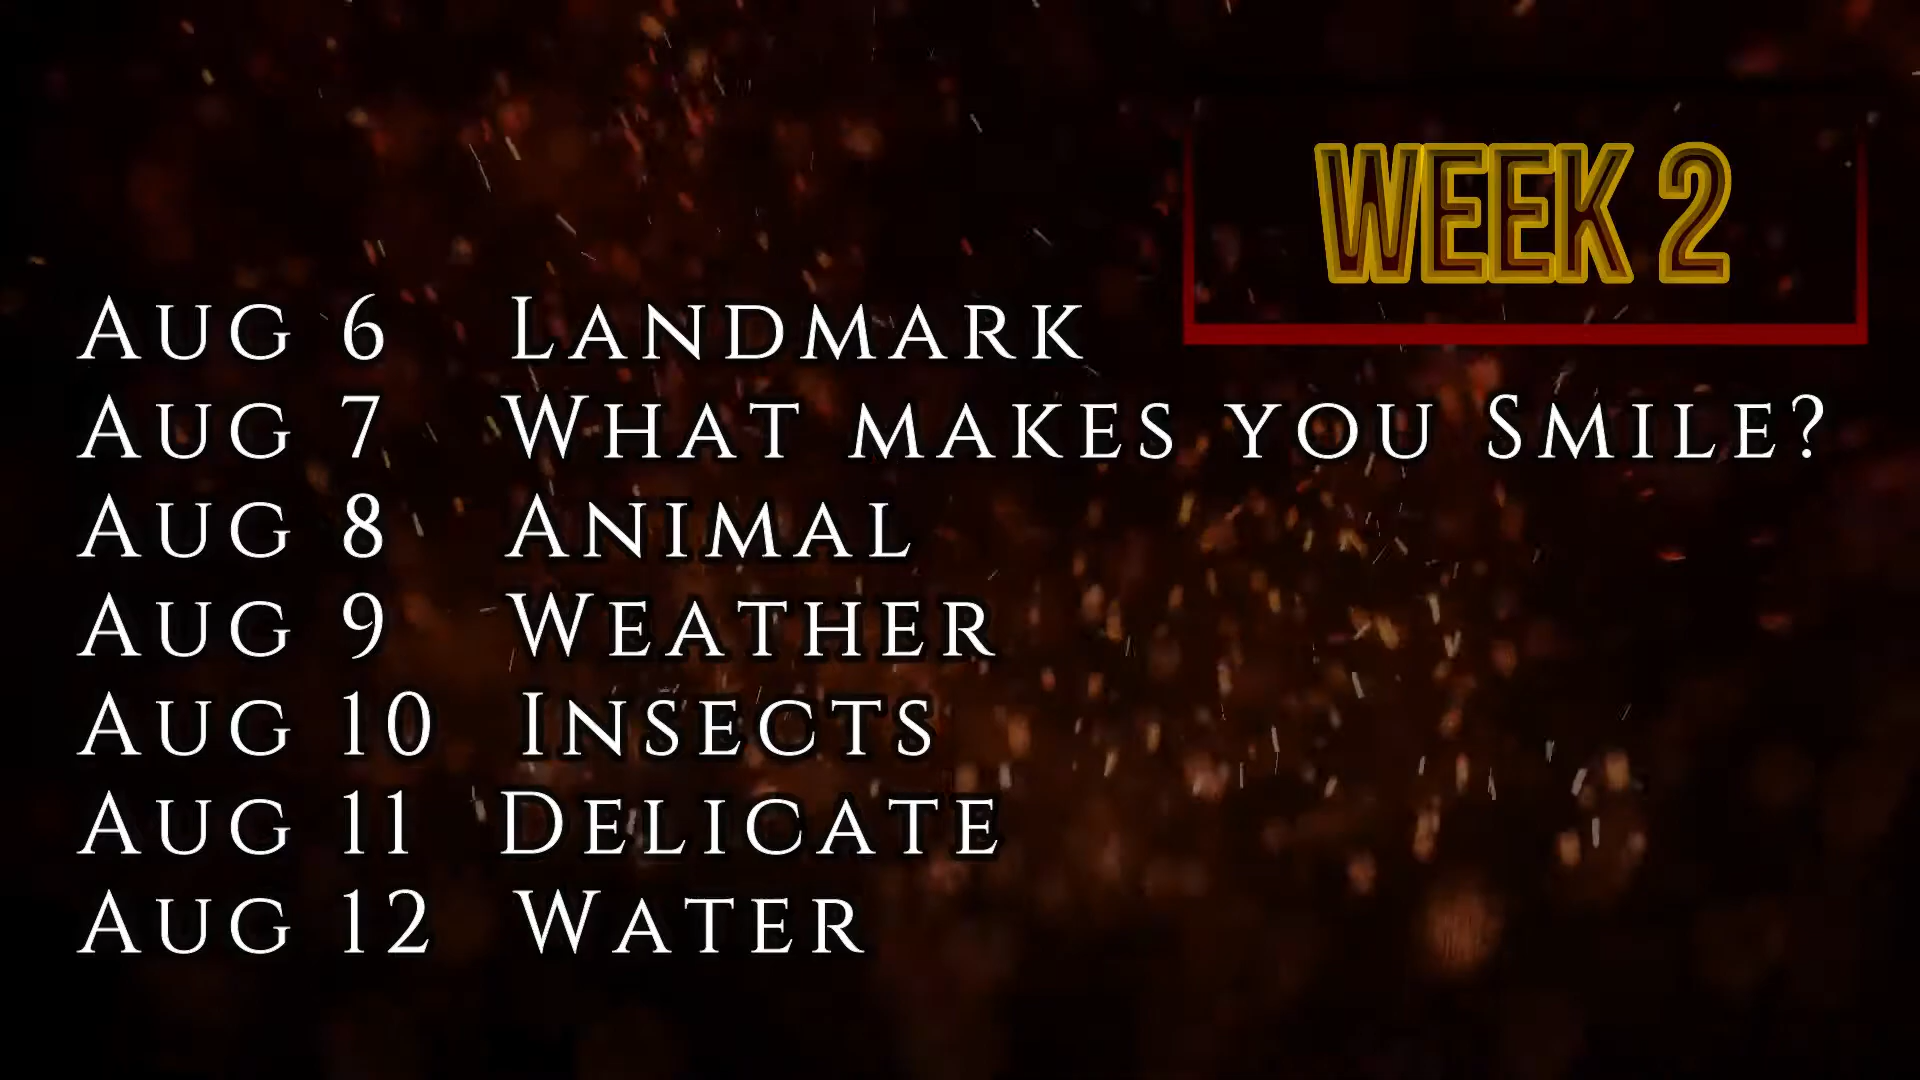 WEEK 2
Aug 6 Landmark
Aug 7 What makes you Smile?
Aug 8 Animal
Aug 9 Weather
Aug 10 Insects
Aug 11 Delicate
Aug 12 Water